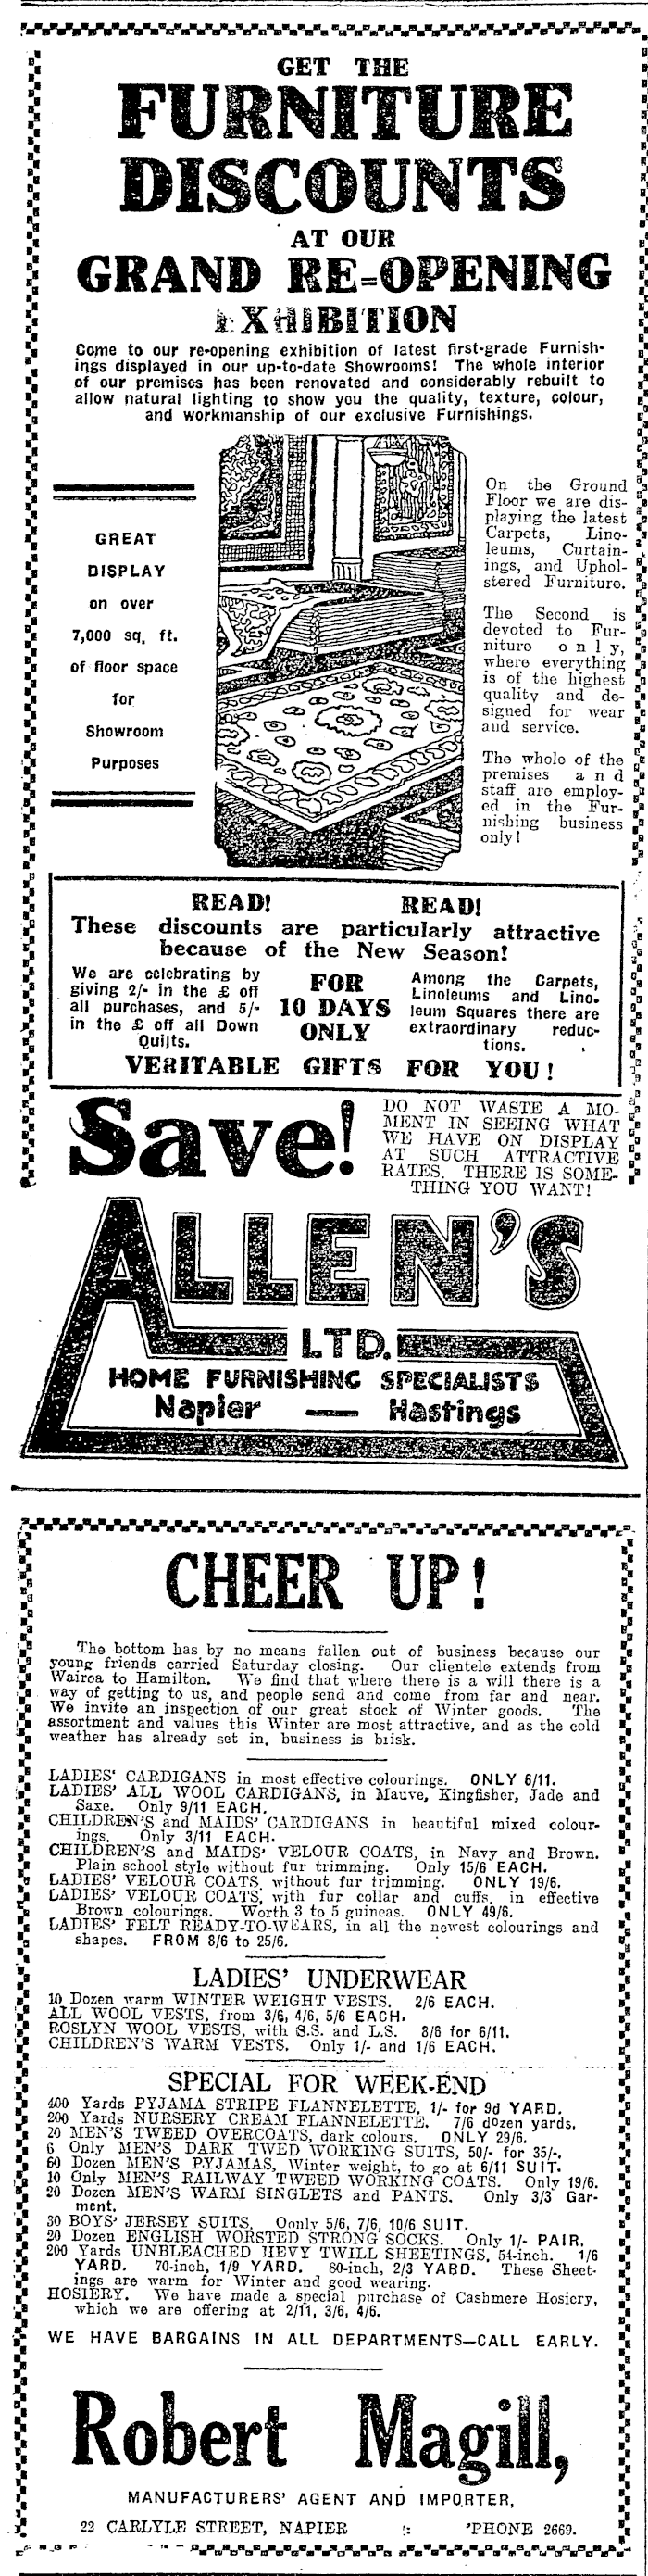 GET THE
FURNITURE
DISCOUNTS
AT OUR
GRAND RE=OPENING
EXHIBITION
Come to our re-opening exhibition of latest first-grade Furnish-
ings displayed in our up-to-date Showrooms! The whole interior
of our premises has been renovated and considerably rebuilt to
allow natural lighting to show you the quality, texture, colour,
and workmanship of our exclusive Furnishings.
GREAT
DISPLAY
on over
7,000 sq. ft.
of floor space
for
Showroom
Purposes
On the Ground
Floor we are dis-
playing the latest
Carpets, Lino-
leums, Curtain-
ings, and Uphol-
stered Furniture.
The Second is
devoted to Fur-
niture only,
where everything
is of the highest
quality and de-
signed for wear
and service.
The whole of the
premises and
staff are employ-
ed in the Fur-
nishing business
only!
READ! READ!
These discounts are particularly attractive
because of the New Season!
We are celebrating by
giving 2/- in the £ off
all purchases, and 5/-
in the £ off all Down
Quilts.
FOR
10 DAYS
ONLY
Among the Carpets,
Linoleums and Lino-
leum Squares there are
extraordinary reduc-
tions.
VERITABLE GIFTS FOR YOU!
Save!
DO NOT WASTE A MO-
MENT IN SEEING WHAT
WE HAVE ON DISPLAY
AT SUCH ATTRACTIVE
RATES. THERE IS SOME-
THING YOU WANT!
ALLEN'S
LTD.
HOME FURNISHING SPECIALISTS
Napier — Hastings
CHEER UP!
The bottom has by no means fallen out of business because our
young friends carried Saturday closing. Our clientele extends from
Wairoa to Hamilton. We find that where there is a will there is a
way of getting to us, and people send and come from far and near.
We invite an inspection of our great stock of Winter goods. The
assortment and values this Winter are most attractive, and as the cold
weather has already set in, business is brisk.
LADIES' CARDIGANS in most effective colourings. ONLY 6/11.
LADIES' ALL WOOL CARDIGANS, in Mauve, Kingfisher, Jade and
Saxe. Only 9/11 EACH.
CHILDREN'S and MAIDS' CARDIGANS in beautiful mixed colour-
ings. Only 3/11 EACH.
CHILDREN'S and MAIDS' VELOUR COATS, in Navy and Brown.
Plain school style without fur trimming. Only 15/6 EACH.
LADIES' VELOUR COATS, without fur trimming. ONLY 19/6.
LADIES' VELOUR COATS, with fur collar and cuffs, in effective
Brown colourings. Worth 3 to 5 guineas. ONLY 49/6.
LADIES' FELT READY-TO-WEARS, in all the newest colourings and
shapes. FROM 8/6 to 25/6.
LADIES' UNDERWEAR
10 Dozen warm WINTER WEIGHT VESTS. 2/6 EACH.
ALL WOOL VESTS, from 3/6, 4/6, 5/6 EACH.
ROSLYN WOOL VESTS, with S.S. and L.S. 8/6 for 6/11.
CHILDREN'S WARM VESTS. Only 1/- and 1/6 EACH.
SPECIAL FOR WEEK-END
400 Yards PYJAMA STRIPE FLANNELETTE, 1/- for 9d YARD.
200 Yards NURSERY CREAM FLANNELETTE. 7/6 dozen yards.
20 MEN'S TWEED OVERCOATS, dark colours. ONLY 29/6.
6 Only MEN'S DARK TWED WORKING SUITS, 50/- for 35/-.
60 Dozen MEN'S PYJAMAS, Winter weight, to go at 6/11 SUIT.
10 Only MEN'S RAILWAY TWEED WORKING COATS. Only 19/6.
20 Dozen MEN'S WARM SINGLETS and PANTS. Only 3/3 Gar-
ment.
30 BOYS' JERSEY SUITS. Oonly 5/6, 7/6, 10/6 SUIT.
20 Dozen ENGLISH WORSTED STRONG SOCKS. Only 1/- PAIR.
200 Yards UNBLEACHED HEVY TWILL SHEETINGS, 54-inch. 1/6
YARD. 70-inch, 1/9 YARD. 80-inch, 2/3 YARD. These Sheet-
ings are warm for Winter and good wearing.
HOSIERY. We have made a special purchase of Cashmere Hosiery,
which we are offering at 2/11, 3/6, 4/6.
WE HAVE BARGAINS IN ALL DEPARTMENTS—CALL EARLY.
Robert Magill,
MANUFACTURERS' AGENT AND IMPORTER,
22 CARLYLE STREET, NAPIER :: 'PHONE 2669.